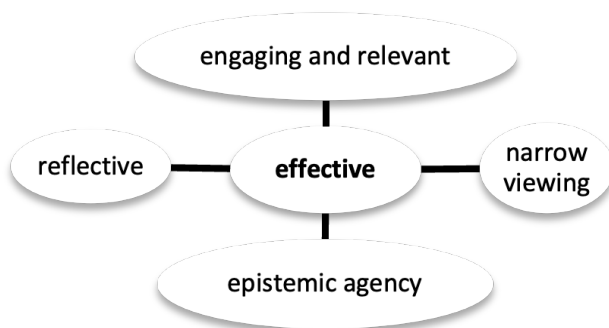 engaging and relevant
reflective
effective
narrow
viewing
epistemic agency